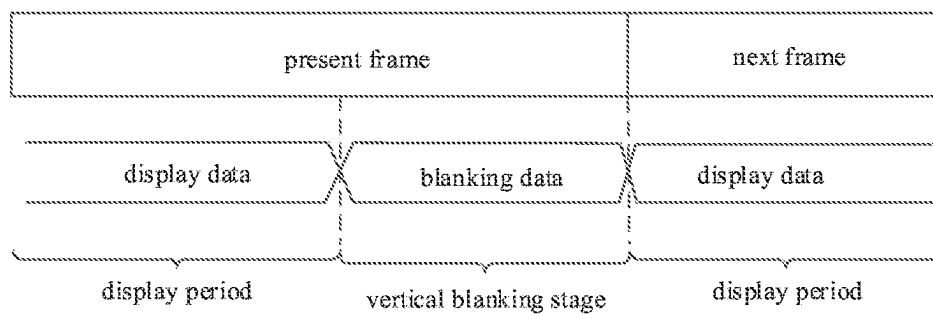 present frame
next frame
display data
blanking data
display data
display period
vertical blanking stage
display period